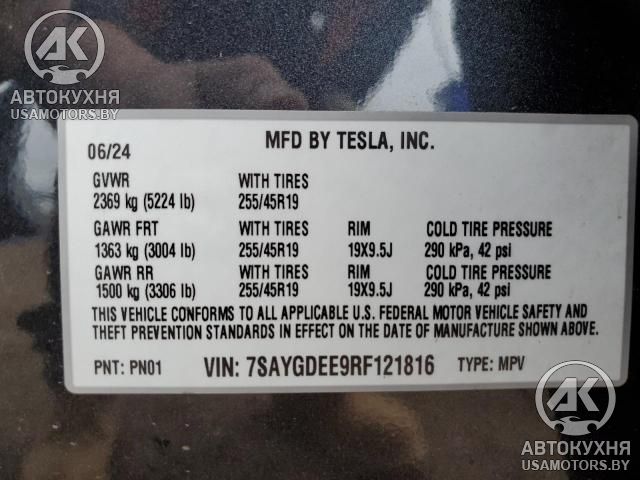 AK
АВТОКУХНЯ
USAMOTORS.BY
MFD BY TESLA, INC.
06/24
GVWR WITH TIRES
2369 kg (5224 lb) 255/45R19
GAWR FRT WITH TIRES RIM COLD TIRE PRESSURE
1363 kg (3004 lb) 255/45R19 19X9.5J 290 kPa, 42 psi
GAWR RR WITH TIRES RIM COLD TIRE PRESSURE
1500 kg (3306 lb) 255/45R19 19X9.5J 290 kPa, 42 psi
THIS VEHICLE CONFORMS TO ALL APPLICABLE U.S. FEDERAL MOTOR VEHICLE SAFETY AND
THEFT PREVENTION STANDARDS IN EFFECT ON THE DATE OF MANUFACTURE SHOWN ABOVE.
PNT: PN01 VIN: 7SAYGDEE9RF121816 TYPE: MPV
AK
АВТОКУХНЯ
USAMOTORS.BY